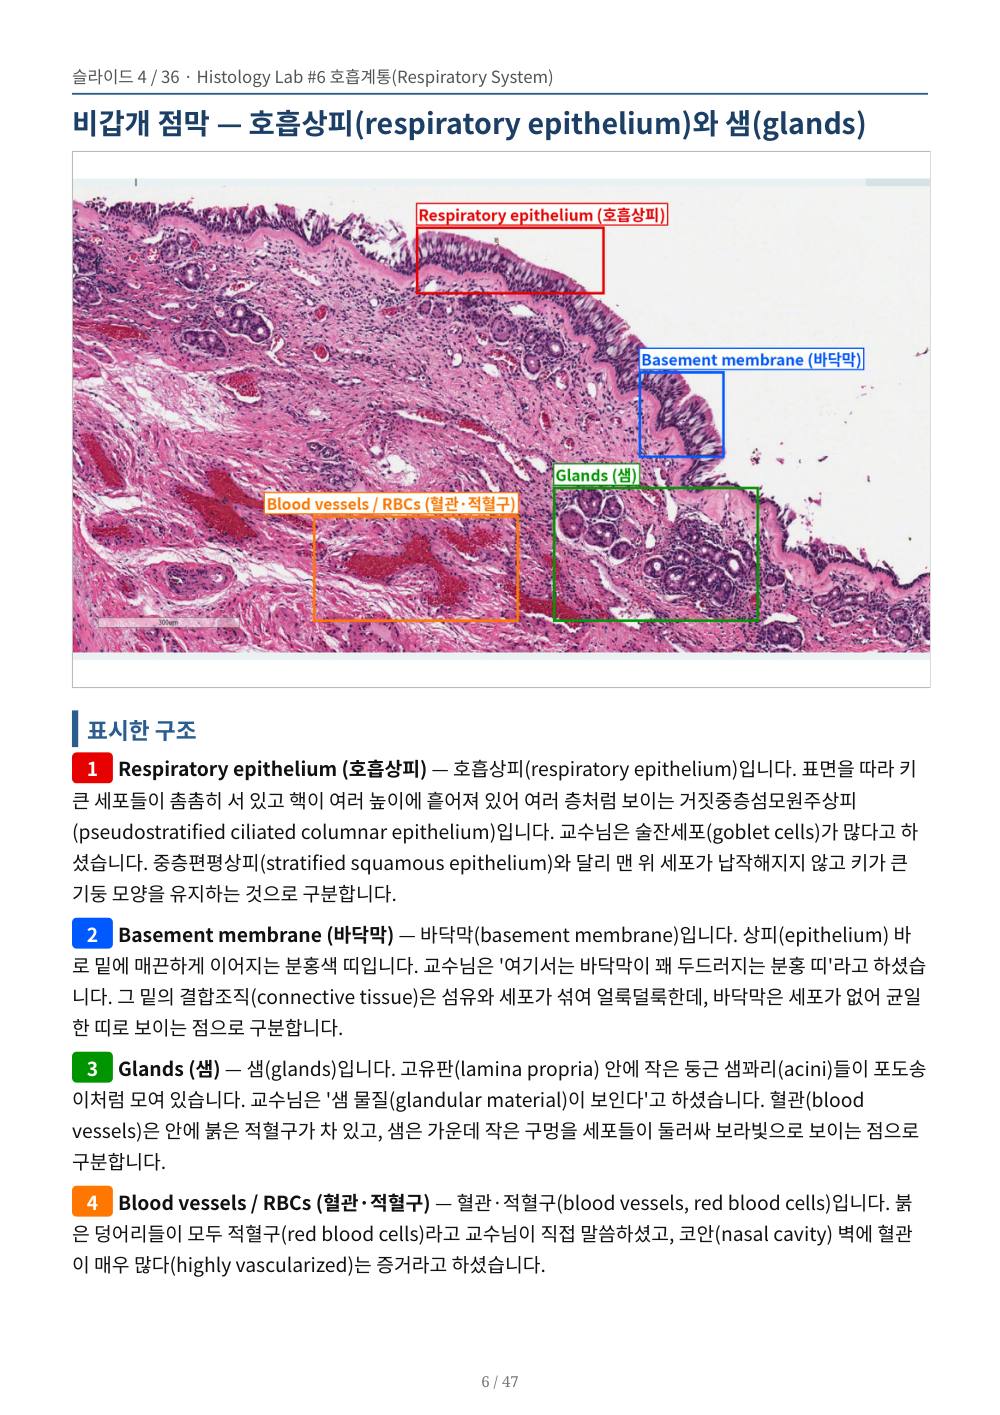 슬라이드 4 / 36 · Histology Lab #6 호흡계통(Respiratory System)
비갑개 점막 — 호흡상피(respiratory epithelium)와 샘(glands)
Respiratory epithelium (호흡상피)
Basement membrane (바닥막)
Glands (샘)
Blood vessels / RBCs (혈관·적혈구)
300um
표시한 구조
1 Respiratory epithelium (호흡상피) — 호흡상피(respiratory epithelium)입니다. 표면을 따라 키
큰 세포들이 촘촘히 서 있고 핵이 여러 높이에 흩어져 있어 여러 층처럼 보이는 거짓중층섬모원주상피
(pseudostratified ciliated columnar epithelium)입니다. 교수님은 술잔세포(goblet cells)가 많다고 하
셨습니다. 중층편평상피(stratified squamous epithelium)와 달리 맨 위 세포가 납작해지지 않고 키가 큰
기둥 모양을 유지하는 것으로 구분합니다.
2 Basement membrane (바닥막) — 바닥막(basement membrane)입니다. 상피(epithelium) 바
로 밑에 매끈하게 이어지는 분홍색 띠입니다. 교수님은 '여기서는 바닥막이 꽤 두드러지는 분홍 띠'라고 하셨습
니다. 그 밑의 결합조직(connective tissue)은 섬유와 세포가 섞여 얼룩덜룩한데, 바닥막은 세포가 없어 균일
한 띠로 보이는 점으로 구분합니다.
3 Glands (샘) — 샘(glands)입니다. 고유판(lamina propria) 안에 작은 둥근 샘꽈리(acini)들이 포도송
이처럼 모여 있습니다. 교수님은 '샘 물질(glandular material)이 보인다'고 하셨습니다. 혈관(blood
vessels)은 안에 붉은 적혈구가 차 있고, 샘은 가운데 작은 구멍을 세포들이 둘러싸 보라빛으로 보이는 점으로
구분합니다.
4 Blood vessels / RBCs (혈관·적혈구) — 혈관·적혈구(blood vessels, red blood cells)입니다. 붉
은 덩어리들이 모두 적혈구(red blood cells)라고 교수님이 직접 말씀하셨고, 코안(nasal cavity) 벽에 혈관
이 매우 많다(highly vascularized)는 증거라고 하셨습니다.
6 / 47